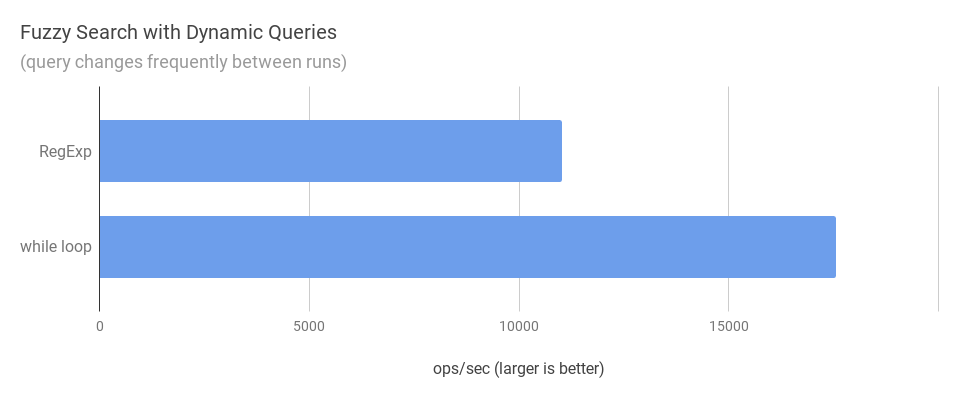 Fuzzy Search with Dynamic Queries
(query changes frequently between runs)
RegExp
while loop
0 5000 10000 15000
ops/sec (larger is better)